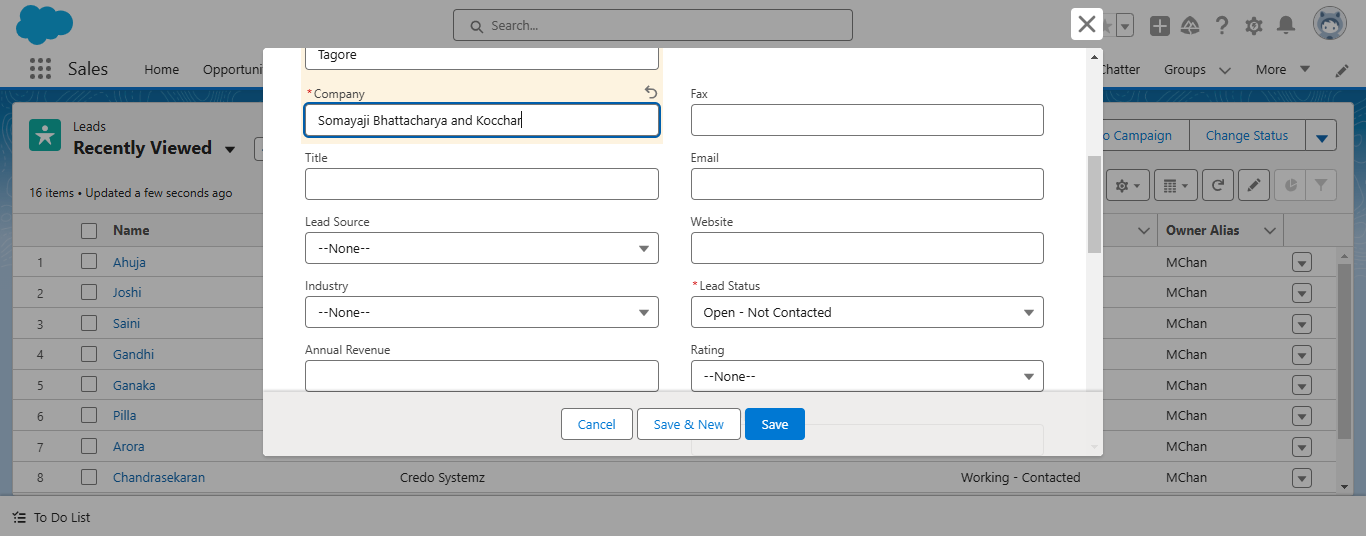 Search...
Sales Home Opportuni Chatter Groups More
Tagore
*Company Fax
Somayaji Bhattacharya and Kocchar
Title Email
Lead Source Website
--None--
Industry *Lead Status
--None-- Open - Not Contacted
Annual Revenue Rating
--None--
Cancel Save & New Save
Leads
Recently Viewed
o Campaign Change Status
16 items • Updated a few seconds ago
Name Owner Alias
1 Ahuja MChan
2 Joshi MChan
3 Saini MChan
4 Gandhi MChan
5 Ganaka MChan
6 Pilla MChan
7 Arora MChan
8 Chandrasekaran Credo Systemz Working - Contacted MChan
To Do List